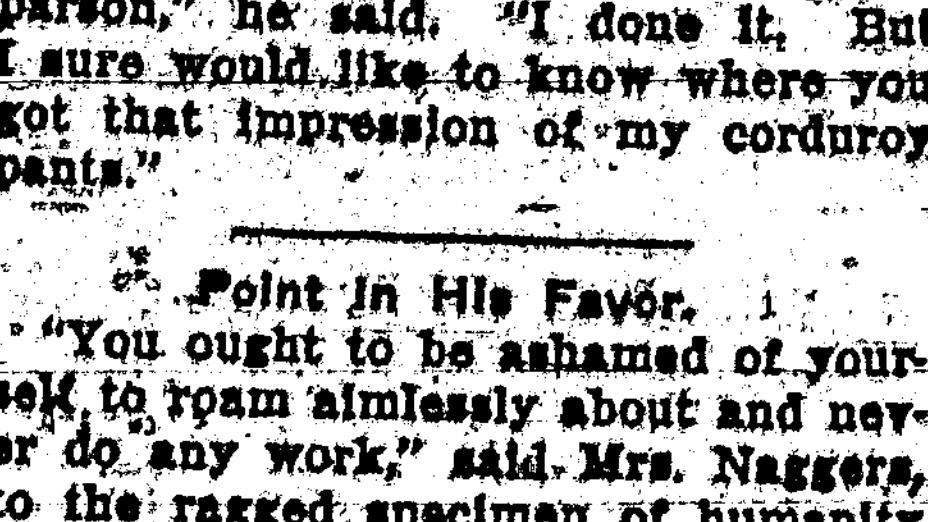 parson," he said. "I done it. But
I sure would like to know where you
got that impression of my corduroy
pants."
Point in His Favor.
"You ought to be ashamed of your-
self to roam aimlessly about and nev-
er do any work," said Mrs. Naggers,
to the ragged specimen of humanity